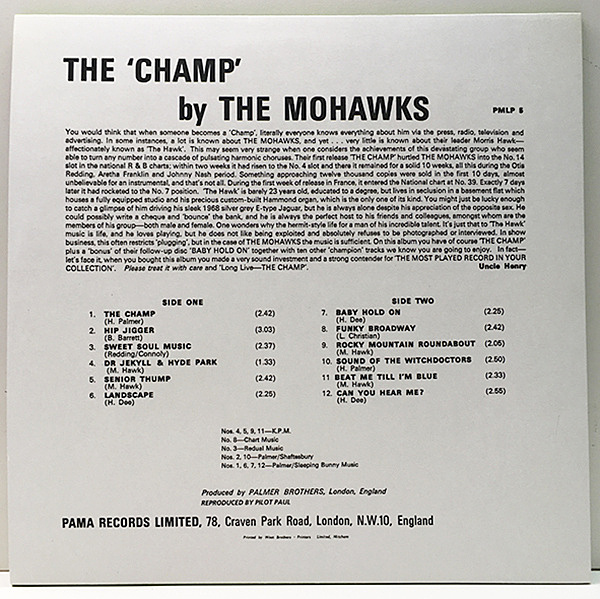 THE 'CHAMP'
by THE MOHAWKS
PMLP 5
You would think that when someone becomes a 'Champ', literally everyone knows everything about him via the press, radio, television and
advertising. In some instances, a lot is known about THE MOHAWKS, and yet . . . very little is known about their leader Morris Hawk—
affectionately known as 'The Hawk'. This may seem very strange when one considers the achievements of this devastating group who seem
able to turn any number into a cascade of pulsating harmonic choruses. Their first release 'THE CHAMP' hurtled THE MOHAWKS into the No. 14
slot in the national R & B charts; within two weeks it had risen to the No. 4 slot and there it remained for a solid 10 weeks, all this during the Otis
Redding, Aretha Franklin and Johnny Nash period. Something approaching twelve thousand copies were sold in the first 10 days, almost
unbelievable for an instrumental, and that's not all. During the first week of release in France, it entered the National chart at No. 39. Exactly 7 days
later it had rocketed to the No. 7 position. 'The Hawk' is barely 23 years old, educated to a degree, but lives in seclusion in a basement flat which
houses a fully equipped studio and his precious custom-built Hammond organ, which is the only one of its kind. You might just be lucky enough
to catch a glimpse of him driving his sleek 1968 silver grey E-type Jaguar, but he is always alone despite his appreciation of the opposite sex. He
could possibly write a cheque and 'bounce' the bank, and he is always the perfect host to his friends and colleagues, amongst whom are the
members of his group—both male and female. One wonders why the hermit-style life for a man of his incredible talent. It's just that to 'The Hawk'
music is life, and he loves playing, but he does not like being exploited and absolutely refuses to be photographed or interviewed. In show
business, this often restricts 'plugging', but in the case of THE MOHAWKS the music is sufficient. On this album you have of course 'THE CHAMP'
plus a "bonus" of their follow-up disc 'BABY HOLD ON' together with ten other 'champion' tracks we know you are going to enjoy. In fact—
let's face it, when you bought this album you made a very sound investment and a strong contender for 'THE MOST PLAYED RECORD IN YOUR
COLLECTION'. Please treat it with care and 'Long Live—THE CHAMP'. Uncle Henry
SIDE ONE
1. THE CHAMP (2.42)
(H. Palmer)
2. HIP JIGGER (3.03)
(B. Barrett)
3. SWEET SOUL MUSIC (2.37)
(Redding/Connoly)
4. DR JEKYLL & HYDE PARK (1.33)
(M. Hawk)
5. SENIOR THUMP (2.42)
(M. Hawk)
6. LANDSCAPE (2.25)
(H. Dee)
SIDE TWO
7. BABY HOLD ON (2.25)
(H. Dee)
8. FUNKY BROADWAY (2.42)
(L. Christian)
9. ROCKY MOUNTAIN ROUNDABOUT (2.05)
(M. Hawk)
10. SOUND OF THE WITCHDOCTORS (2.50)
(H. Palmer)
11 BEAT ME TILL I'M BLUE (2.33)
(M. Hawk)
12. CAN YOU HEAR ME? (2.55)
(H. Dee)
Nos. 4, 5, 9, 11—K.P.M.
No. 8—Chart Music
No. 3—Redual Music
Nos. 2, 10—Palmer/Shaftesbury
Nos. 1, 6, 7, 12—Palmer/Sleeping Bunny Music
Produced by PALMER BROTHERS, London, England
REPRODUCED BY PILOT PAUL
PAMA RECORDS LIMITED, 78, Craven Park Road, London, N.W.10, England
Printed by West Brothers · Printers Limited, Mitcham